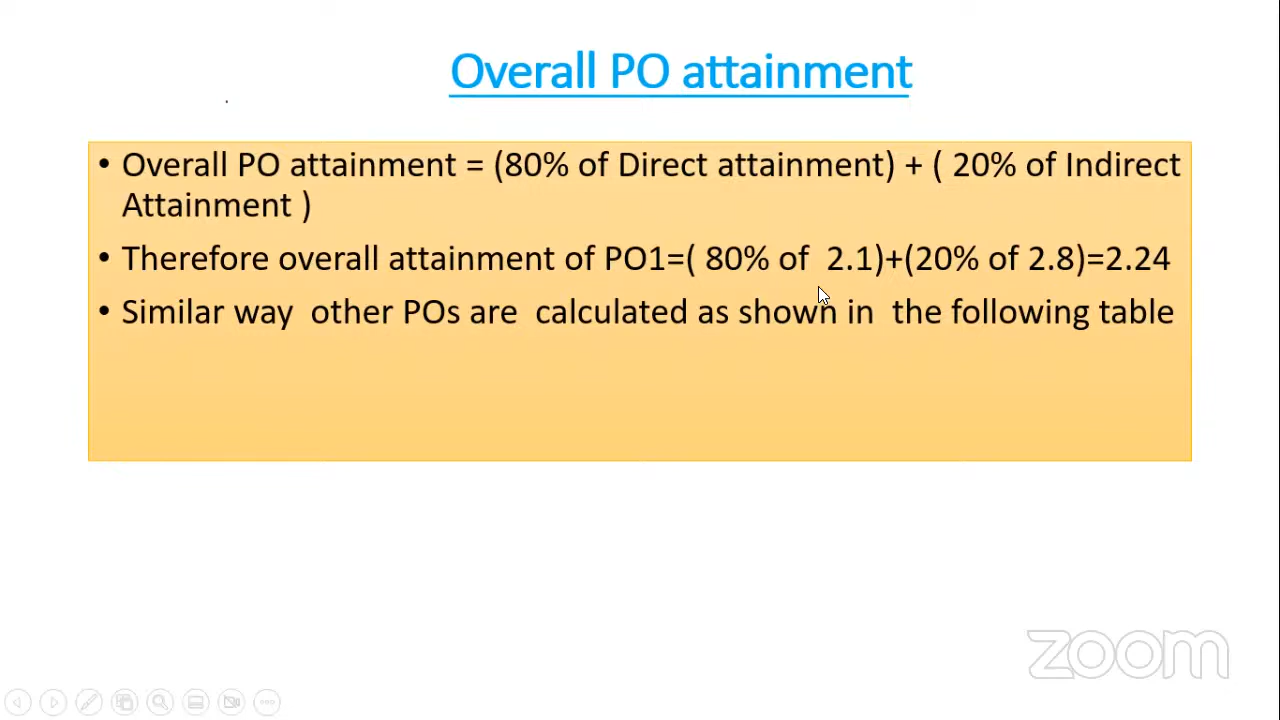 Overall PO attainment
• Overall PO attainment = (80% of Direct attainment) + ( 20% of Indirect
Attainment )
• Therefore overall attainment of PO1=( 80% of  2.1)+(20% of 2.8)=2.24
• Similar way  other POs are  calculated as shown in  the following table
zoom